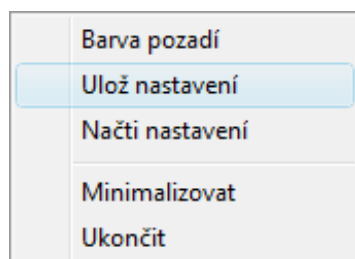 Barva pozadí
Ulož nastavení
Načti nastavení
Minimalizovat
Ukončit